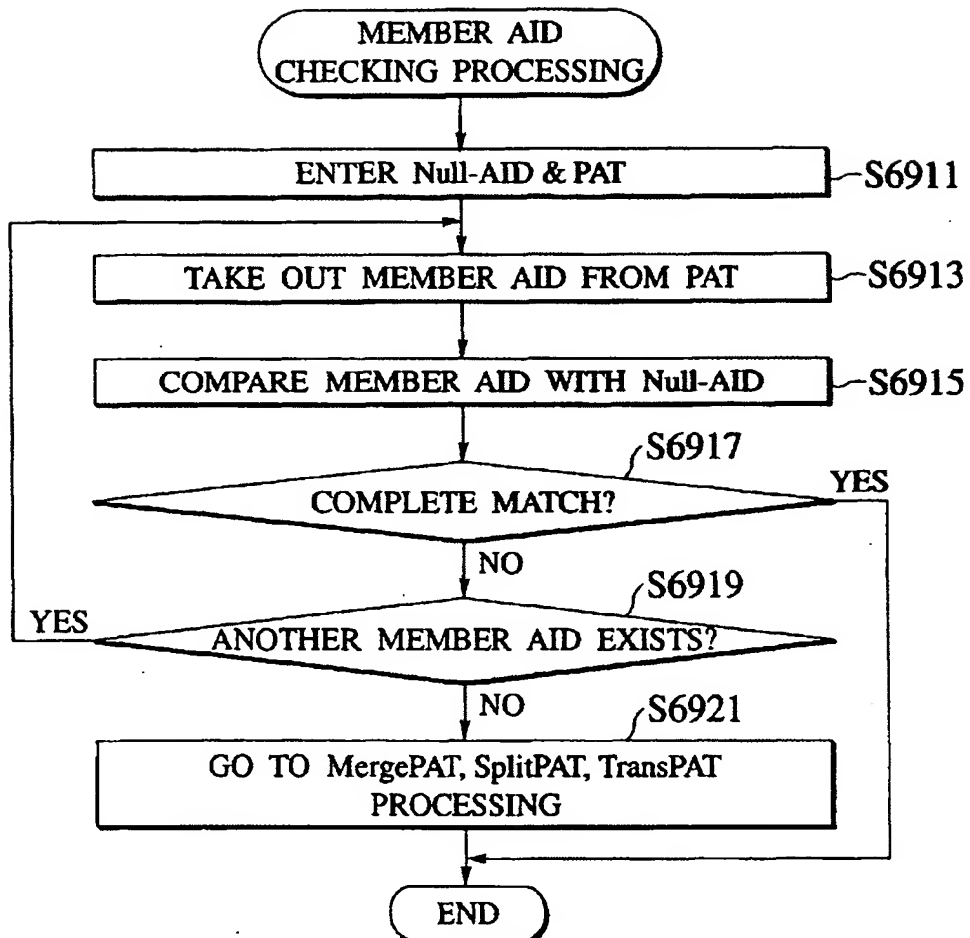 MEMBER AID
CHECKING PROCESSING
ENTER Null-AID & PAT
S6911
TAKE OUT MEMBER AID FROM PAT
S6913
COMPARE MEMBER AID WITH Null-AID
S6915
S6917
COMPLETE MATCH?
YES
NO
S6919
YES
ANOTHER MEMBER AID EXISTS?
NO
S6921
GO TO MergePAT, SplitPAT, TransPAT
PROCESSING
END